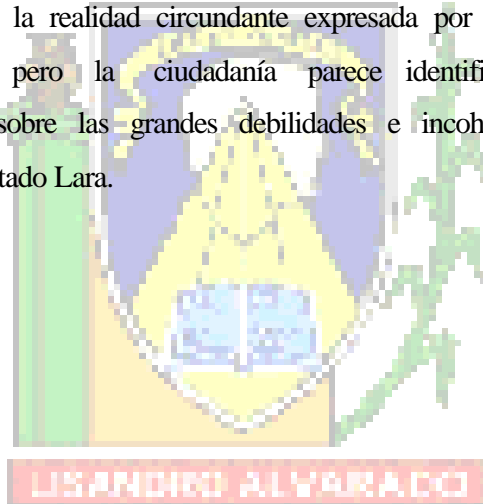 la realidad circundante expresada por
pero la ciudadanía parece identifi
sobre las grandes debilidades e incoh
tado Lara.
LISANDRO ALVARADO